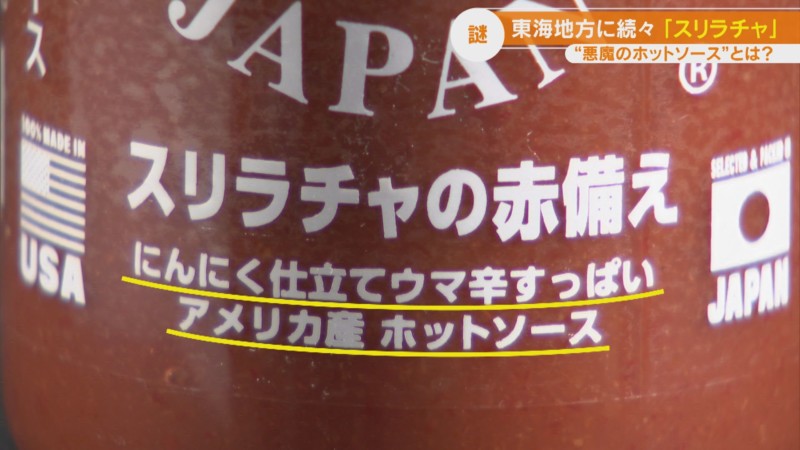 謎
東海地方に続々「スリラチャ」
“悪魔のホットソース”とは?
ース
JAPAN
®
100% MADE IN
USA
スリラチャの赤備え
にんにく仕立てウマ辛すっぱい
アメリカ産 ホットソース
SELECTED & PACKED
JAPAN